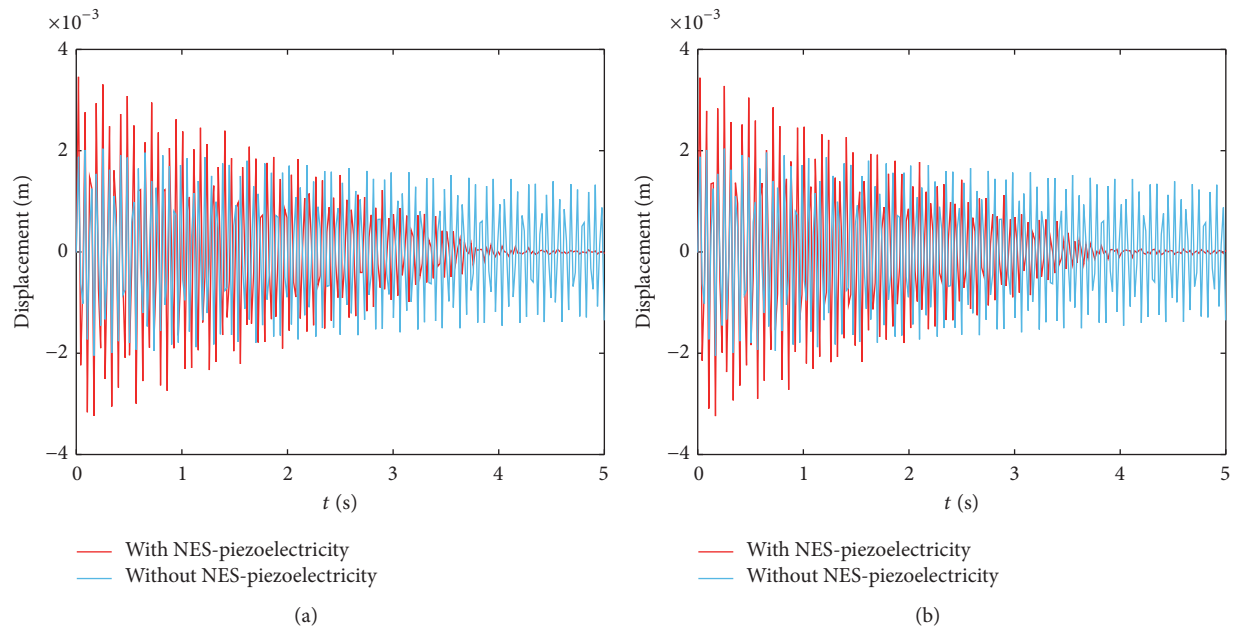 ×10−3
4
2
0
−2
−4
Displacement (m)
0 1 2 3 4 5
t (s)
With NES-piezoelectricity
Without NES-piezoelectricity
(a)
×10−3
4
2
0
−2
−4
Displacement (m)
0 1 2 3 4 5
t (s)
With NES-piezoelectricity
Without NES-piezoelectricity
(b)